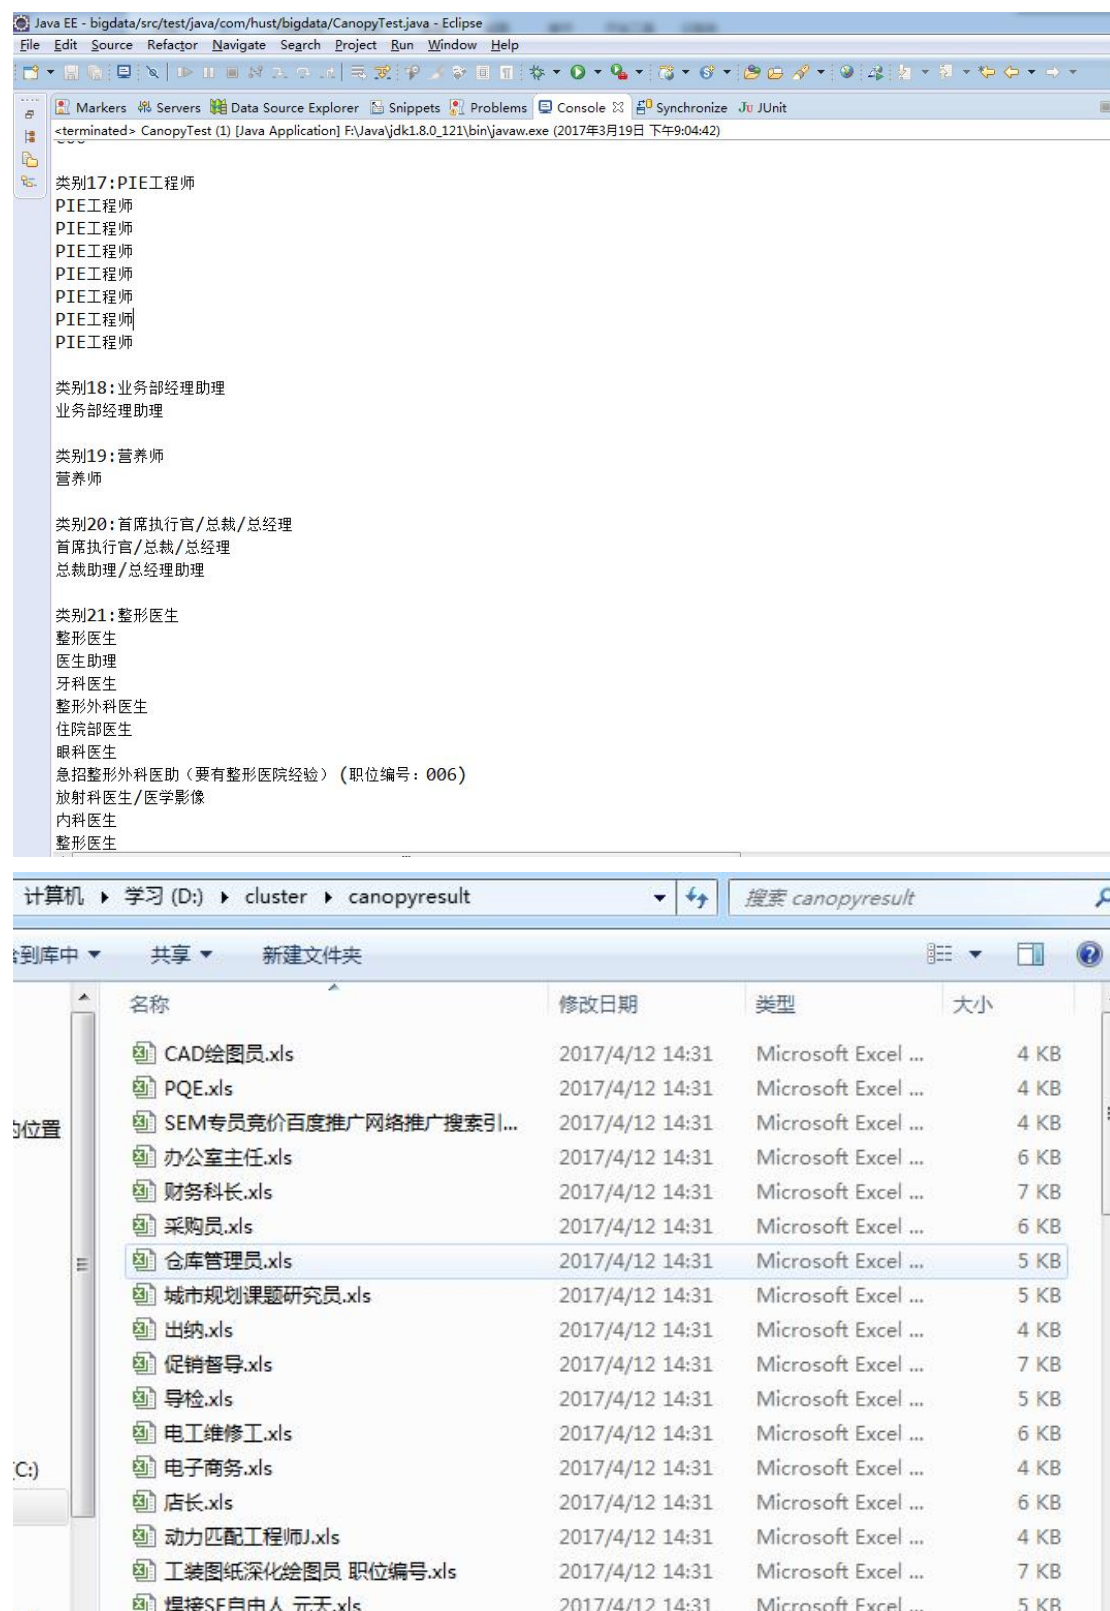 Java EE - bigdata/src/test/java/com/hust/bigdata/CanopyTest.java - Eclipse
File Edit Source Refactor Navigate Search Project Run Window Help
Markers Servers Data Source Explorer Snippets Problems Console Synchronize JUnit
<terminated> CanopyTest (1) [Java Application] F:\Java\jdk1.8.0_121\bin\javaw.exe (2017年3月19日 下午9:04:42)
类别17:PIE工程师
PIE工程师
PIE工程师
PIE工程师
PIE工程师
PIE工程师
PIE工程师
PIE工程师
类别18:业务部经理助理
业务部经理助理
类别19:营养师
营养师
类别20:首席执行官/总裁/总经理
首席执行官/总裁/总经理
总裁助理/总经理助理
类别21:整形医生
整形医生
医生助理
牙科医生
整形外科医生
住院部医生
眼科医生
急招整形外科医助（要有整形医院经验）(职位编号：006)
放射科医生/医学影像
内科医生
整形医生
计算机 学习 (D:) cluster canopyresult 搜索 canopyresult
到库中 共享 新建文件夹
名称 修改日期 类型 大小
CAD绘图员.xls 2017/4/12 14:31 Microsoft Excel ... 4 KB
PQE.xls 2017/4/12 14:31 Microsoft Excel ... 4 KB
的位置 SEM专员竞价百度推广网络推广搜索引... 2017/4/12 14:31 Microsoft Excel ... 4 KB
办公室主任.xls 2017/4/12 14:31 Microsoft Excel ... 6 KB
财务科长.xls 2017/4/12 14:31 Microsoft Excel ... 7 KB
采购员.xls 2017/4/12 14:31 Microsoft Excel ... 6 KB
仓库管理员.xls 2017/4/12 14:31 Microsoft Excel ... 5 KB
城市规划课题研究员.xls 2017/4/12 14:31 Microsoft Excel ... 5 KB
出纳.xls 2017/4/12 14:31 Microsoft Excel ... 4 KB
促销督导.xls 2017/4/12 14:31 Microsoft Excel ... 7 KB
导检.xls 2017/4/12 14:31 Microsoft Excel ... 5 KB
电工维修工.xls 2017/4/12 14:31 Microsoft Excel ... 6 KB
(C:) 电子商务.xls 2017/4/12 14:31 Microsoft Excel ... 4 KB
店长.xls 2017/4/12 14:31 Microsoft Excel ... 6 KB
动力匹配工程师J.xls 2017/4/12 14:31 Microsoft Excel ... 4 KB
工装图纸深化绘图员 职位编号.xls 2017/4/12 14:31 Microsoft Excel ... 7 KB
焊接SE自由人 元天.xls 2017/4/12 14:31 Microsoft Excel ... 5 KB